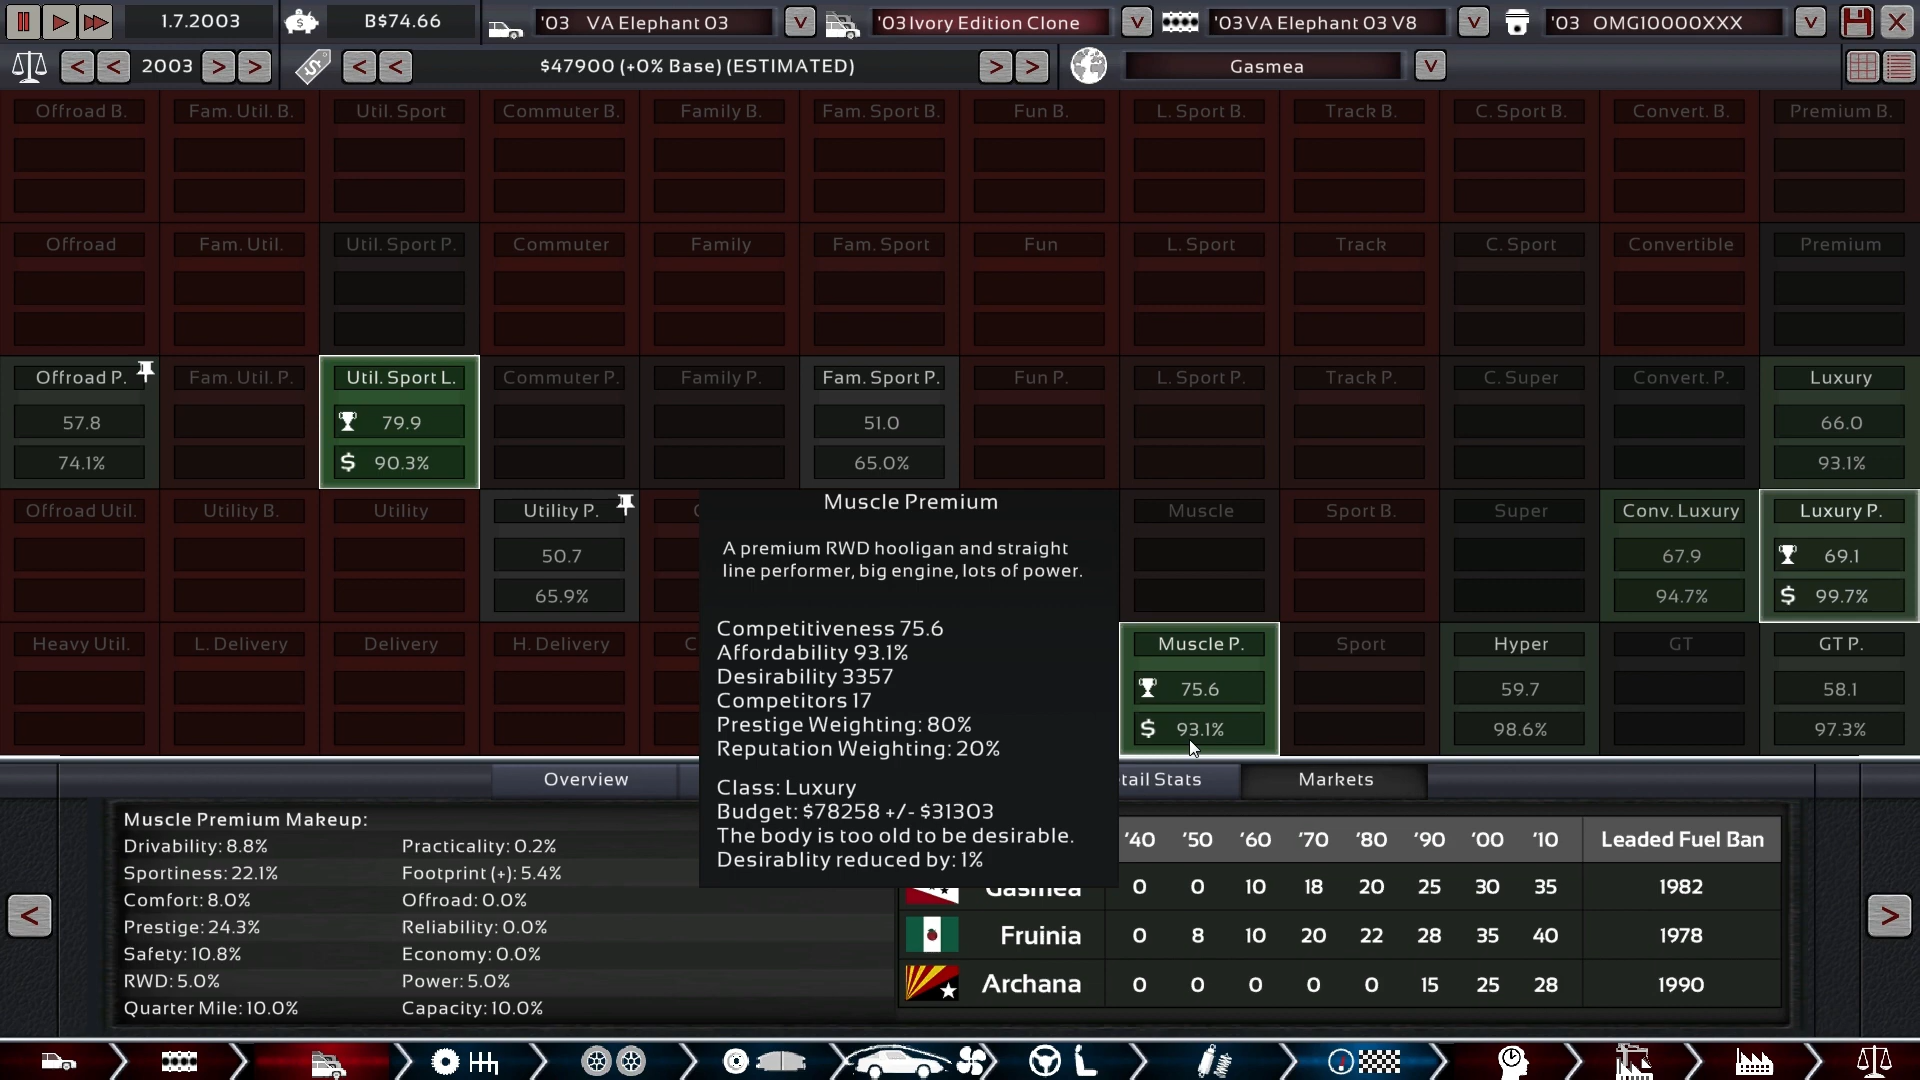 1.7.2003
B$74.66
'03 VA Elephant 03
'03 Ivory Edition Clone
'03 VA Elephant 03 V8
'03 OMG10000XXX
2003
$47900 (+0% Base) (ESTIMATED)
Gasmea
Offroad B. Fam. Util. B. Util. Sport Commuter B. Family B. Fam. Sport B. Fun B. L. Sport B. Track B. C. Sport B. Convert. B. Premium B.
Offroad Fam. Util. Util. Sport P. Commuter Family Fam. Sport Fun L. Sport Track C. Sport Convertible Premium
Offroad P. Fam. Util. P. Util. Sport L. Commuter P. Family P. Fam. Sport P. Fun P. L. Sport P. Track P. C. Super Convert. P. Luxury
57.8 79.9 51.0 66.0
74.1% $ 90.3% 65.0% 93.1%
Offroad Util. Utility B. Utility Utility P. Muscle Sport B. Super Conv. Luxury Luxury P.
50.7 67.9 69.1
65.9% 94.7% $ 99.7%
Heavy Util. L. Delivery Delivery H. Delivery Muscle P. Sport Hyper GT GT P.
75.6 59.7 58.1
$ 93.1% 98.6% 97.3%
Muscle Premium
A premium RWD hooligan and straight
line performer, big engine, lots of power.
Competitiveness 75.6
Affordability 93.1%
Desirability 3357
Competitors 17
Prestige Weighting: 80%
Reputation Weighting: 20%
Class: Luxury
Budget: $78258 +/- $31303
The body is too old to be desirable.
Desirablity reduced by: 1%
Overview tail Stats Markets
Muscle Premium Makeup:
Drivability: 8.8% Practicality: 0.2%
Sportiness: 22.1% Footprint (+): 5.4%
Comfort: 8.0% Offroad: 0.0%
Prestige: 24.3% Reliability: 0.0%
Safety: 10.8% Economy: 0.0%
RWD: 5.0% Power: 5.0%
Quarter Mile: 10.0% Capacity: 10.0%
'40 '50 '60 '70 '80 '90 '00 '10 Leaded Fuel Ban
Gasmea 0 0 10 18 20 25 30 35 1982
Fruinia 0 8 10 20 22 28 35 40 1978
Archana 0 0 0 0 0 15 25 28 1990